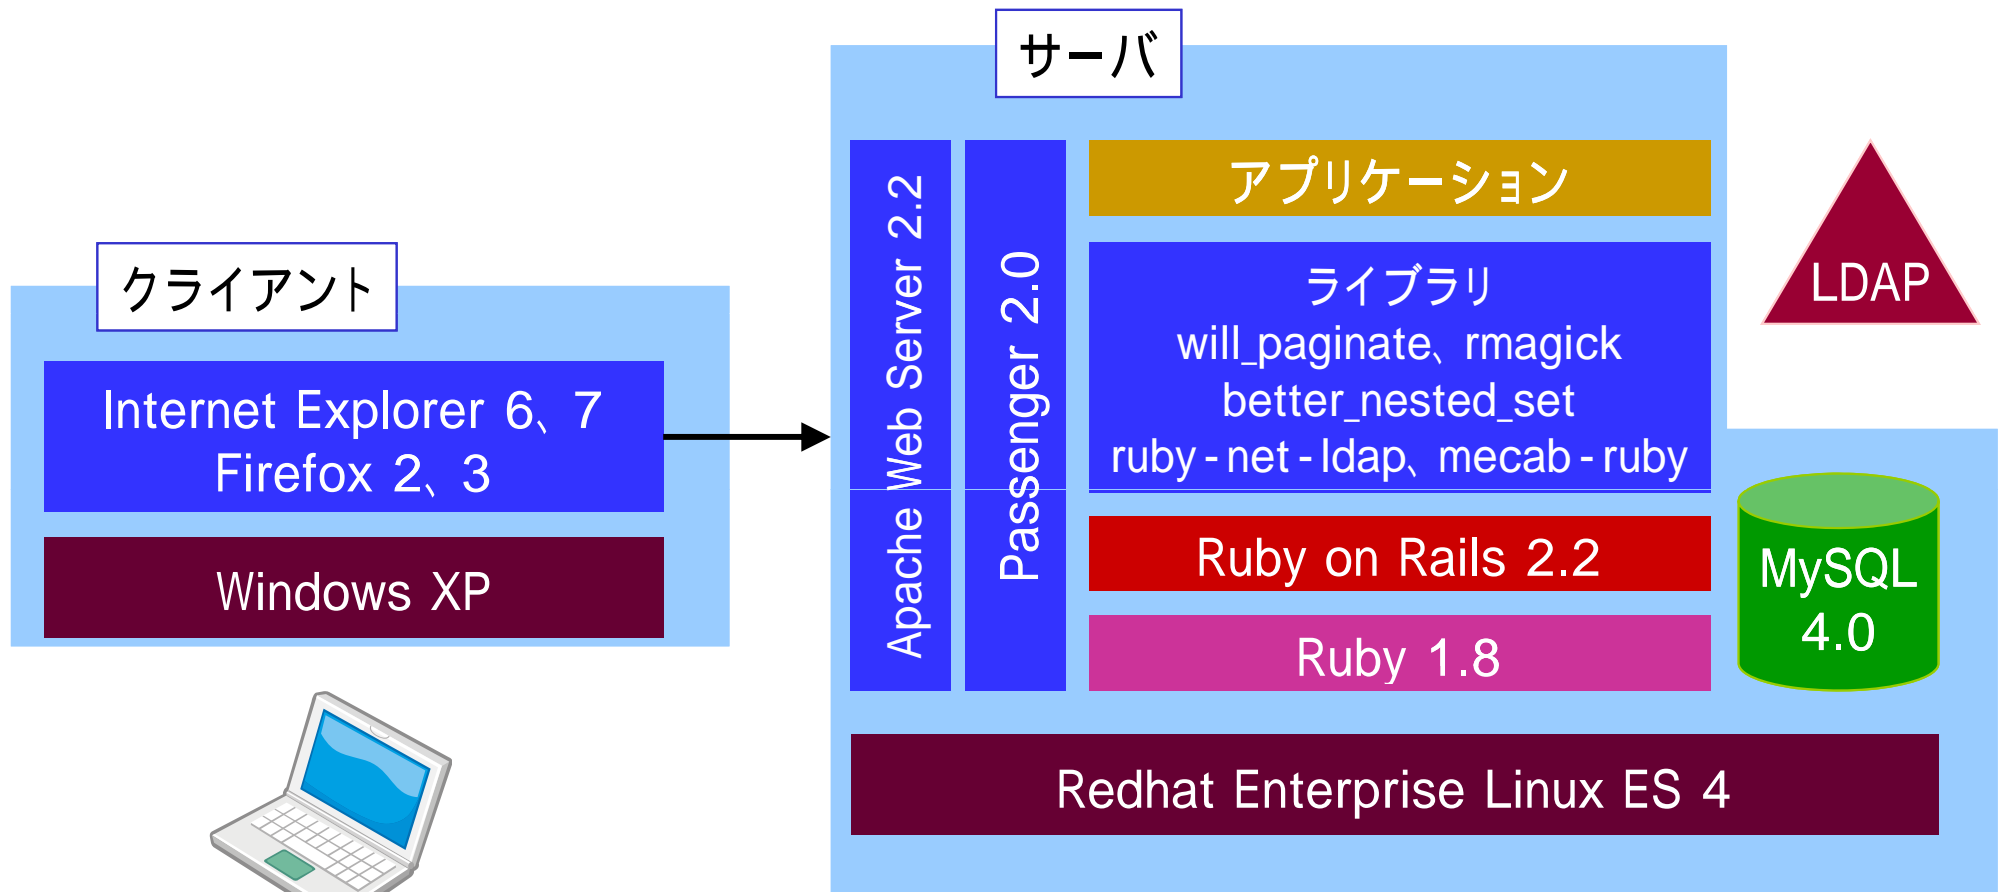 サーバ
クライアント
Internet Explorer 6、7
Firefox 2、3
Windows XP
Apache Web Server 2.2
Passenger 2.0
アプリケーション
ライブラリ
will_paginate、rmagick
better_nested_set
ruby-net-ldap、mecab-ruby
Ruby on Rails 2.2
Ruby 1.8
LDAP
MySQL
4.0
Redhat Enterprise Linux ES 4